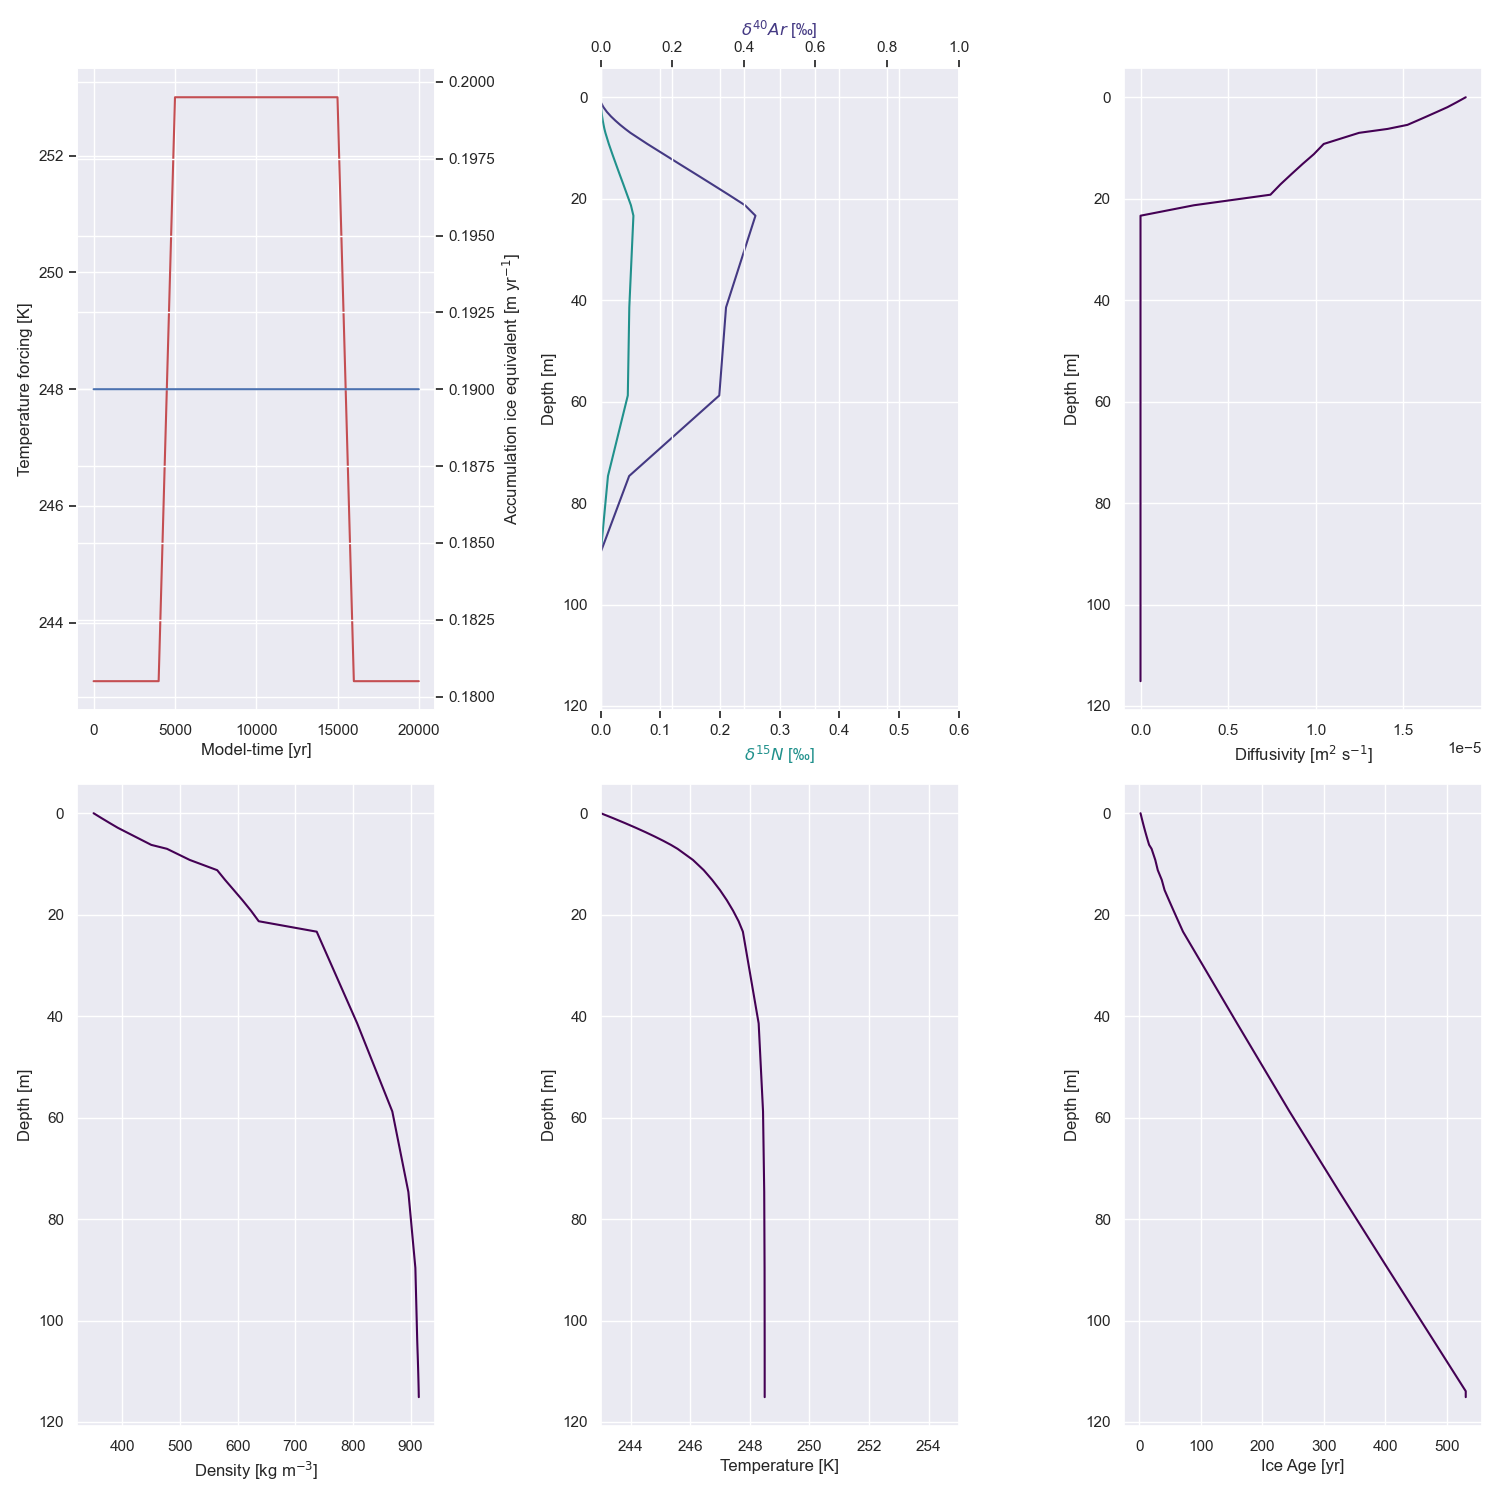 δ⁴⁰Ar [‰]
0.0 0.2 0.4 0.6 0.8 1.0
Temperature forcing [K]
252
250
248
246
244
0.2000
0.1975
0.1950
0.1925
0.1900
0.1875
0.1850
0.1825
0.1800
Accumulation ice equivalent [m yr⁻¹]
0 5000 10000 15000 20000
Model-time [yr]
Depth [m]
0
20
40
60
80
100
120
0.0 0.1 0.2 0.3 0.4 0.5 0.6
δ¹⁵N [‰]
Depth [m]
0
20
40
60
80
100
120
0.0 0.5 1.0 1.5
1e−5
Diffusivity [m² s⁻¹]
Depth [m]
0
20
40
60
80
100
120
400 500 600 700 800 900
Density [kg m⁻³]
Depth [m]
0
20
40
60
80
100
120
244 246 248 250 252 254
Temperature [K]
Depth [m]
0
20
40
60
80
100
120
0 100 200 300 400 500
Ice Age [yr]